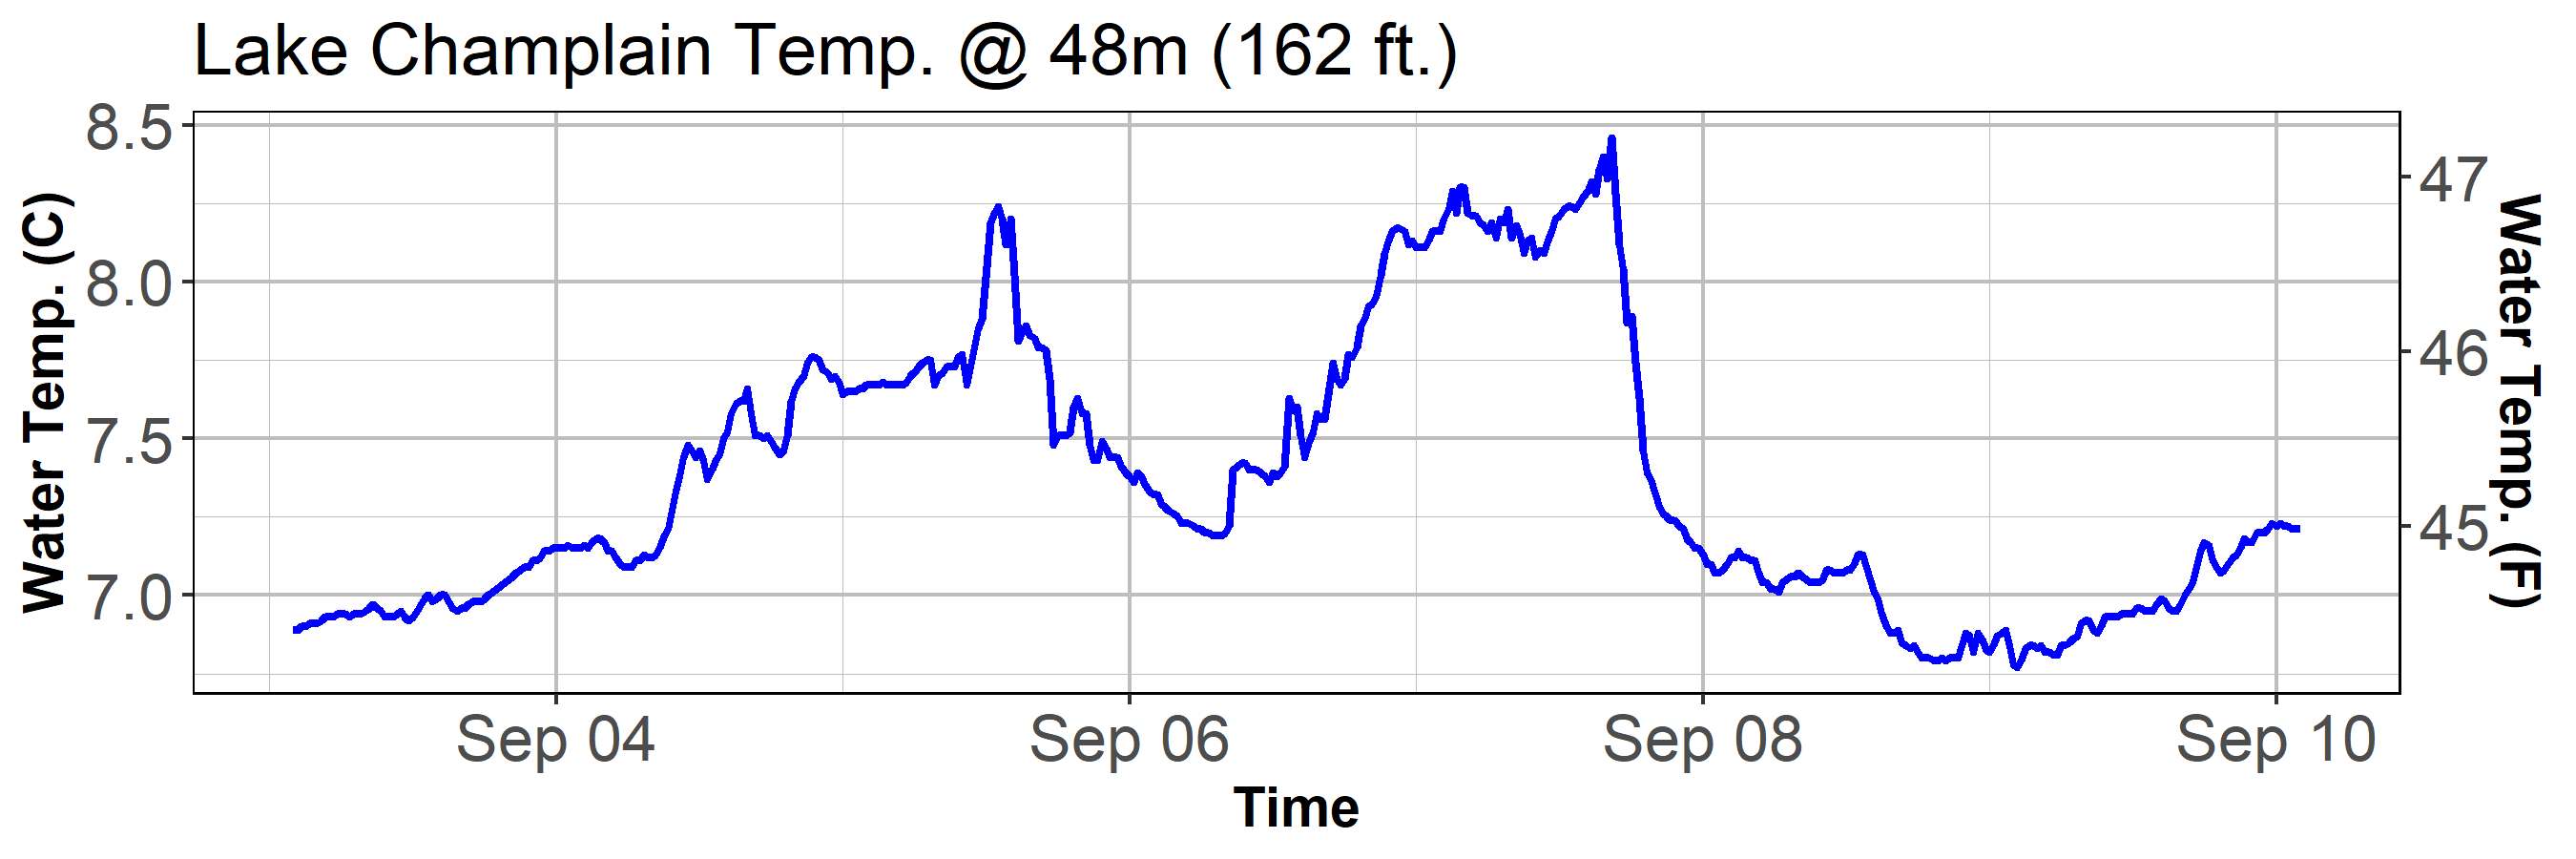 Lake Champlain Temp. @ 48m (162 ft.)
Water Temp. (C)
8.5
8.0
7.5
7.0
47
46
45
Water Temp. (F)
Sep 04 Sep 06 Sep 08 Sep 10
Time